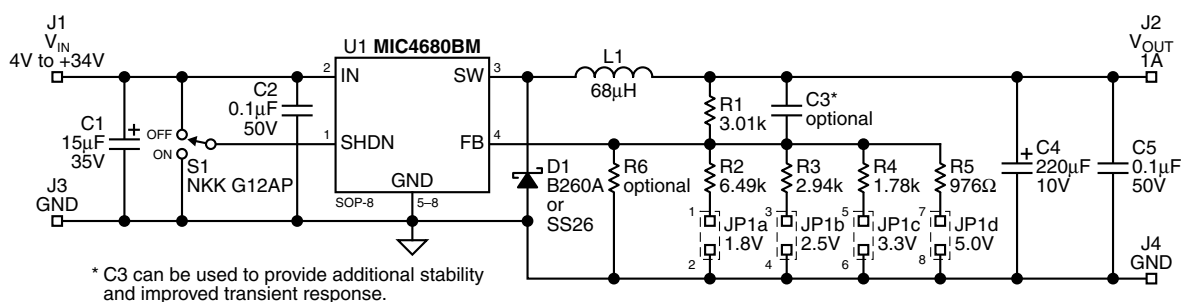 J1
VIN
4V to +34V
U1 MIC4680BM
2
IN
SW
3
L1
68µH
J2
VOUT
1A
C1
15µF
35V
OFF
ON
S1
NKK G12AP
C2
0.1µF
50V
1
SHDN
FB
4
GND
SOP-8
5–8
R1
3.01k
C3*
optional
D1
B260A
or
SS26
R6
optional
R2
6.49k
R3
2.94k
R4
1.78k
R5
976Ω
C4
220µF
10V
C5
0.1µF
50V
J3
GND
1
JP1a
1.8V
2
3
JP1b
2.5V
4
5
JP1c
3.3V
6
7
JP1d
5.0V
8
J4
GND
* C3 can be used to provide additional stability
and improved transient response.